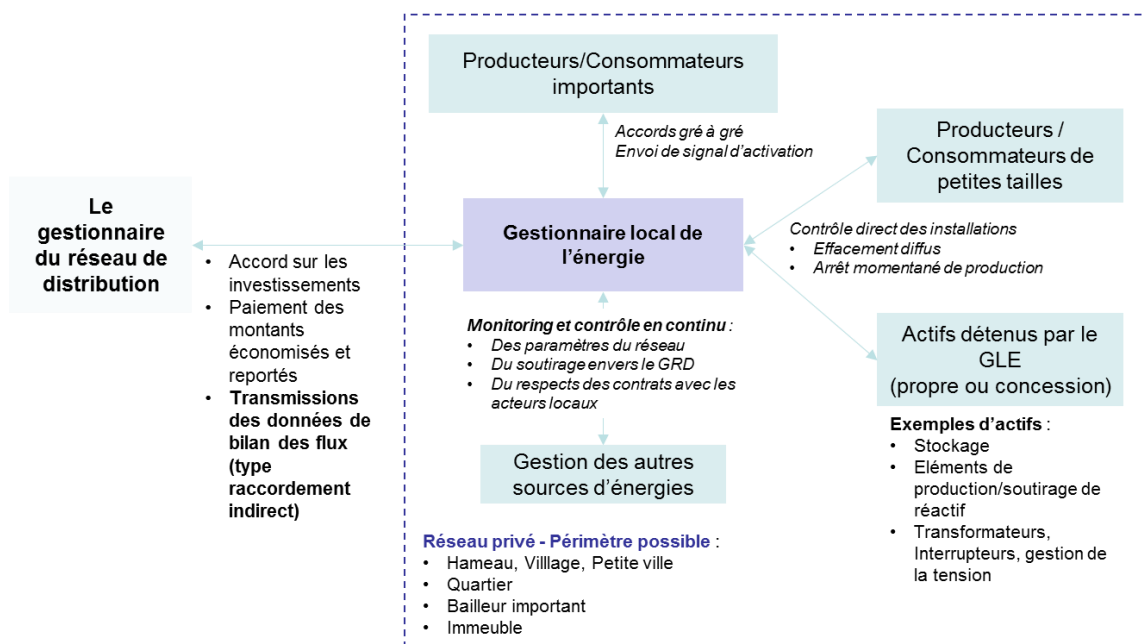 Producteurs/Consommateurs
importants
Accords gré à gré
Envoi de signal d'activation
Producteurs /
Consommateurs de
petites tailles
Le
gestionnaire
du réseau de
distribution
Gestionnaire local de
l'énergie
Contrôle direct des installations
• Effacement diffus
• Arrêt momentané de production
• Accord sur les
investissements
• Paiement des
montants
économisés et
reportés
• Transmissions
des données de
bilan des flux
(type
raccordement
indirect)
Monitoring et contrôle en continu :
• Des paramètres du réseau
• Du soutirage envers le GRD
• Du respects des contrats avec les
acteurs locaux
Actifs détenus par le
GLE
(propre ou concession)
Exemples d'actifs :
• Stockage
• Eléments de
production/soutirage de
réactif
• Transformateurs,
Interrupteurs, gestion de
la tension
Gestion des autres
sources d'énergies
Réseau privé - Périmètre possible :
• Hameau, Villlage, Petite ville
• Quartier
• Bailleur important
• Immeuble